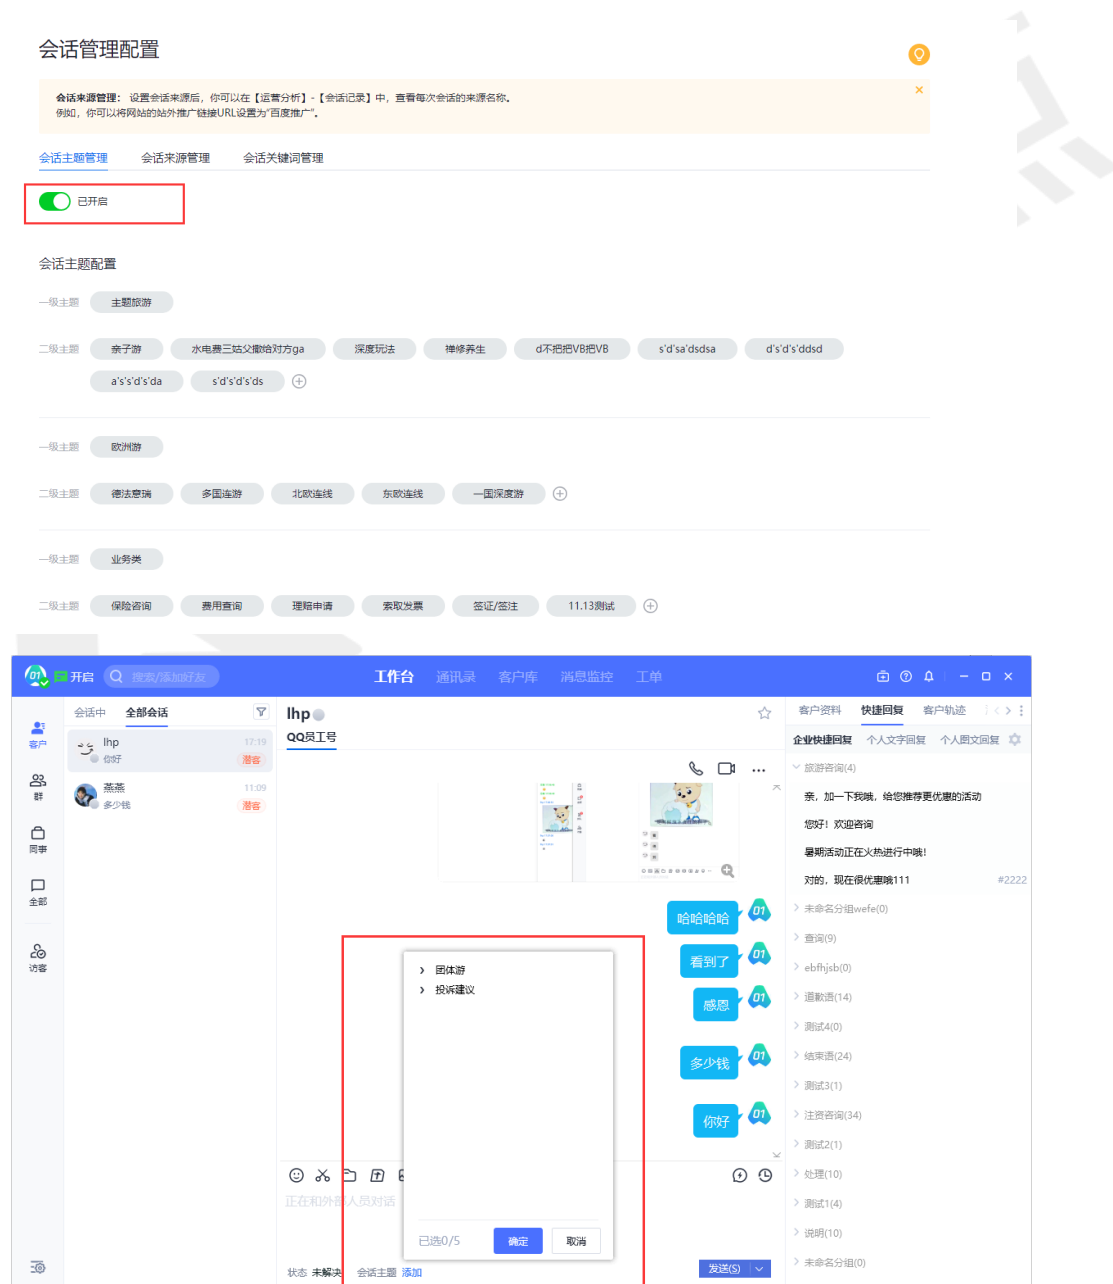 会话管理配置
会话来源管理： 设置会话来源后，你可以在【运营分析】-【会话记录】中，查看每次会话的来源名称。
例如，你可以将网站的站外推广链接URL设置为“百度推广”。
会话主题管理 会话来源管理 会话关键词管理
已开启
会话主题配置
一级主题 主题旅游
二级主题 亲子游 水电费三姑父撒给对方ga 深度玩法 禅修养生 d不把把VB把VB s'd'sa'dsdsa d's'd's'ddsd
a's's'd's'da s'd's'd's'ds
一级主题 欧洲游
二级主题 德法意瑞 多国连游 北欧连线 东欧连线 一国深度游
一级主题 业务类
二级主题 保险咨询 费用查询 理赔申请 索取发票 签证/签注 11.13测试
开启 搜索/添加好友 工作台 通讯录 客户库 消息监控 工单
客户
群
同事
全部
访客
会话中 全部会话
lhp 17:19
你好 潜客
燕燕 11:09
多少钱 潜客
lhp
QQ员工号
哈哈哈哈
看到了
感恩
多少钱
你好
团体游
投诉建议
已选0/5 确定 取消
正在和外部人员对话
状态 未解决 会话主题 添加
发送(S)
客户资料 快捷回复 客户轨迹
企业快捷回复 个人文字回复 个人图文回复
旅游咨询(4)
亲，加一下我哦，给您推荐更优惠的活动
您好！欢迎咨询
暑期活动正在火热进行中哦！
对的，现在很优惠哦111 #2222
未命名分组wefe(0)
查询(9)
ebfhjsb(0)
道歉语(14)
测试4(0)
结束语(24)
测试3(1)
注资咨询(34)
测试2(1)
处理(10)
测试1(4)
说明(10)
未命名分组(0)